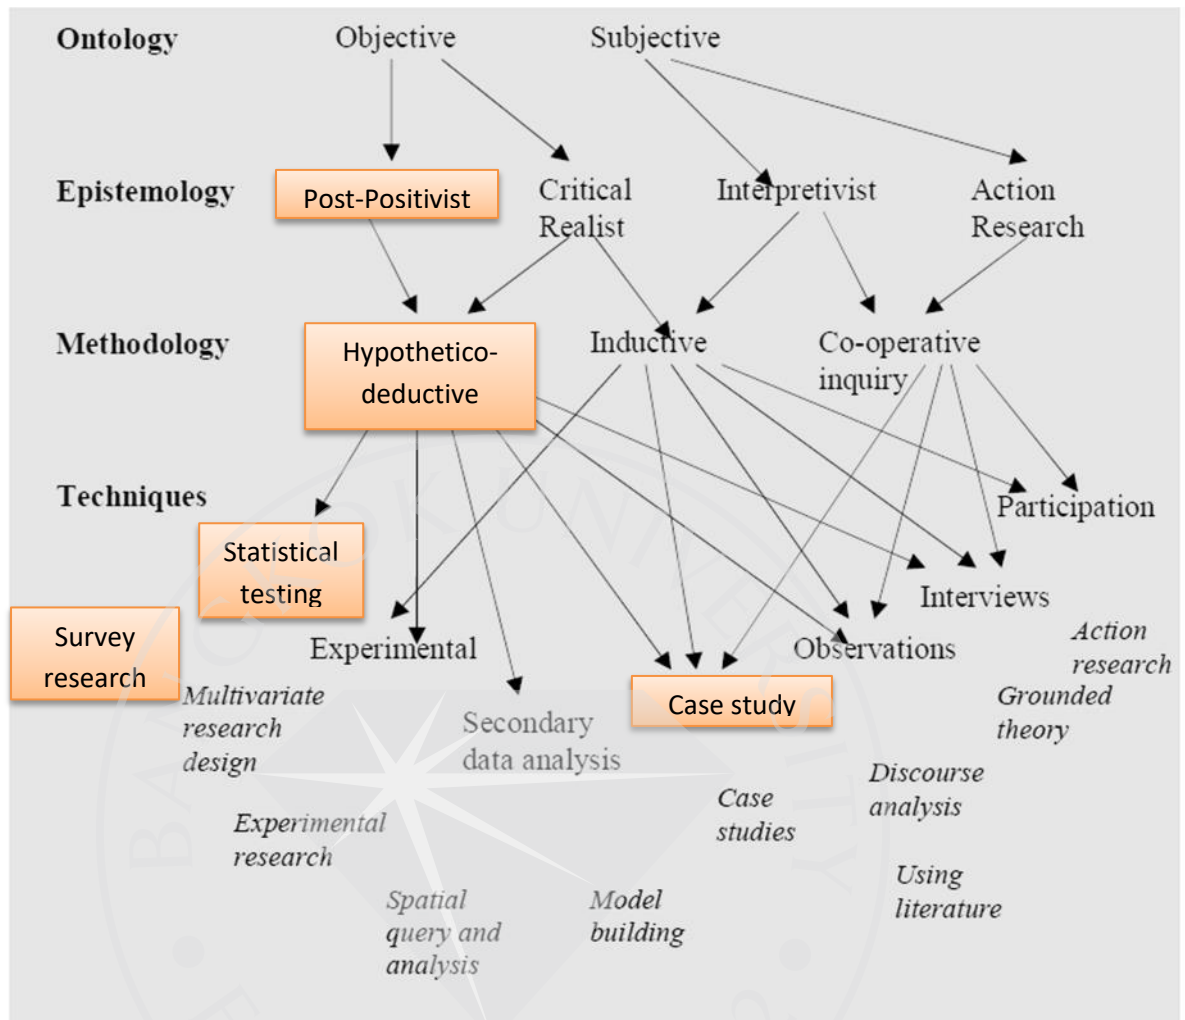 Ontology
Objective
Subjective
Epistemology
Post-Positivist
Critical
Realist
Interpretivist
Action
Research
Methodology
Hypothetico-
deductive
Inductive
Co-operative
inquiry
Techniques
Participation
Statistical
testing
Interviews
Survey
research
Experimental
Observations
Action
research
Multivariate
research
design
Secondary
data analysis
Case study
Grounded
theory
Discourse
analysis
Case
studies
Experimental
research
Using
literature
Spatial
query and
analysis
Model
building
BANGKOK UNIVERSITY